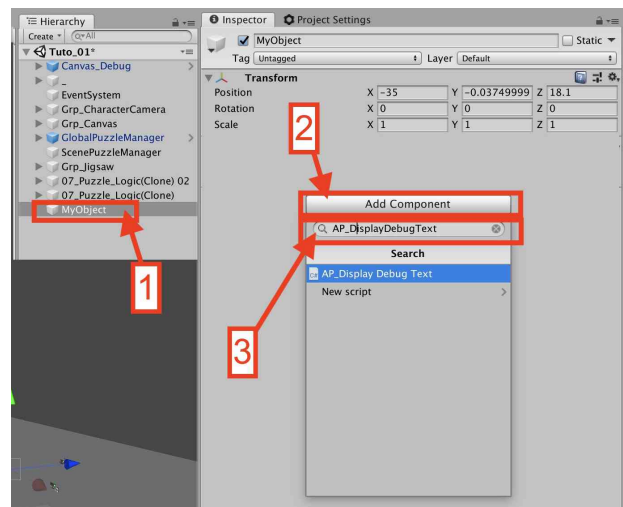 Hierarchy
Create
All
Tuto_01*
Canvas_Debug
_
EventSystem
Grp_CharacterCamera
Grp_Canvas
GlobalPuzzleManager
ScenePuzzleManager
Grp_Jigsaw
07_Puzzle_Logic(Clone) 02
07_Puzzle_Logic(Clone)
MyObject
1
Inspector Project Settings
MyObject Static
Tag Untagged Layer Default
Transform
Position X -35 Y -0.03749999 Z 18.1
Rotation X 0 Y 0 Z 0
Scale X 1 Y 1 Z 1
2
Add Component
AP_DisplayDebugText
Search
AP_Display Debug Text
New script
3